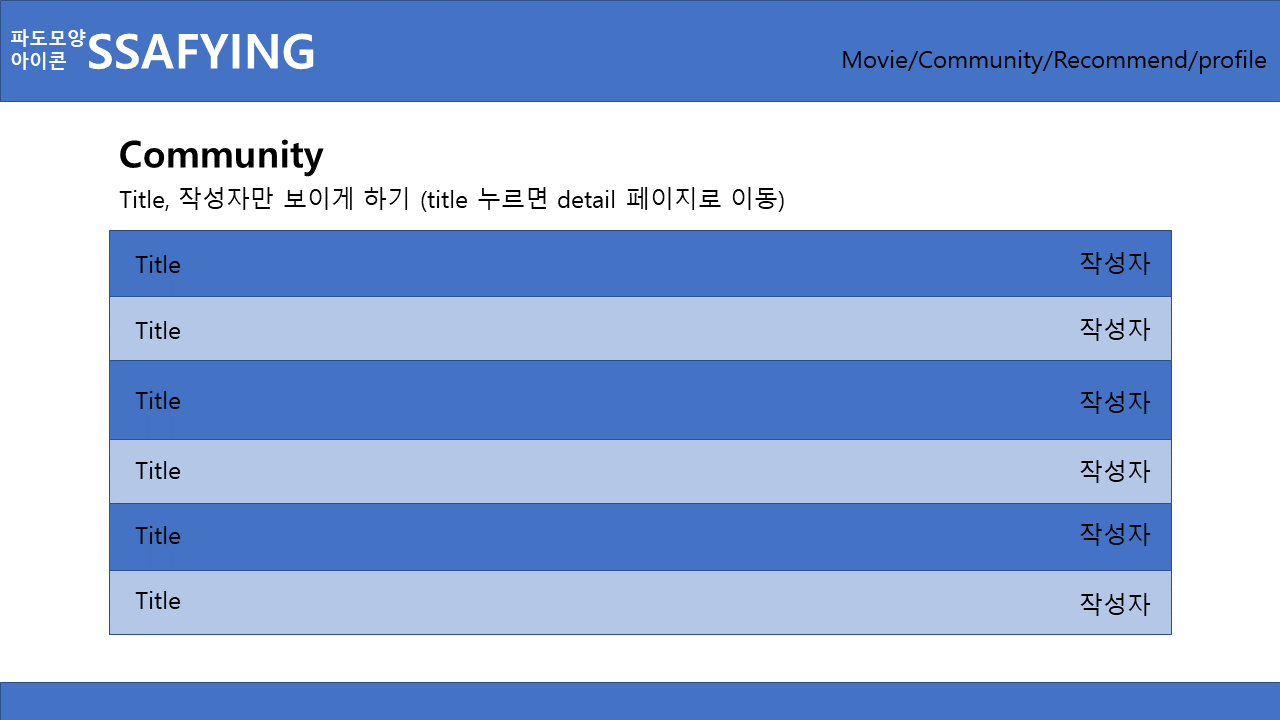 파도모양
아이콘
SSAFYING
Movie/Community/Recommend/profile
Community
Title, 작성자만 보이게 하기 (title 누르면 detail 페이지로 이동)
Title 작성자
Title 작성자
Title 작성자
Title 작성자
Title 작성자
Title 작성자